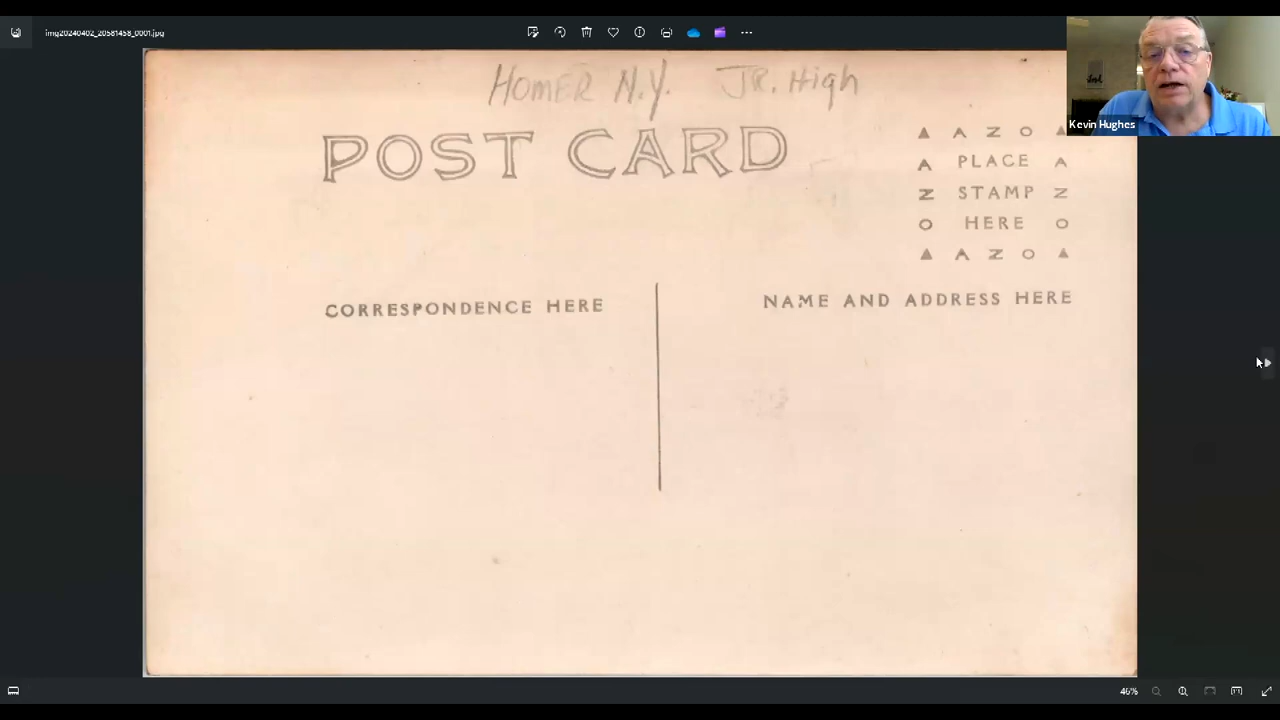 img20240402_20581458_0001.jpg
Kevin Hughes
HOMER N.Y. JR. High
POST CARD
▲ A Z O ▲
A PLACE A
Z STAMP Z
O HERE O
▲ A Z O ▲
CORRESPONDENCE HERE
NAME AND ADDRESS HERE
46%